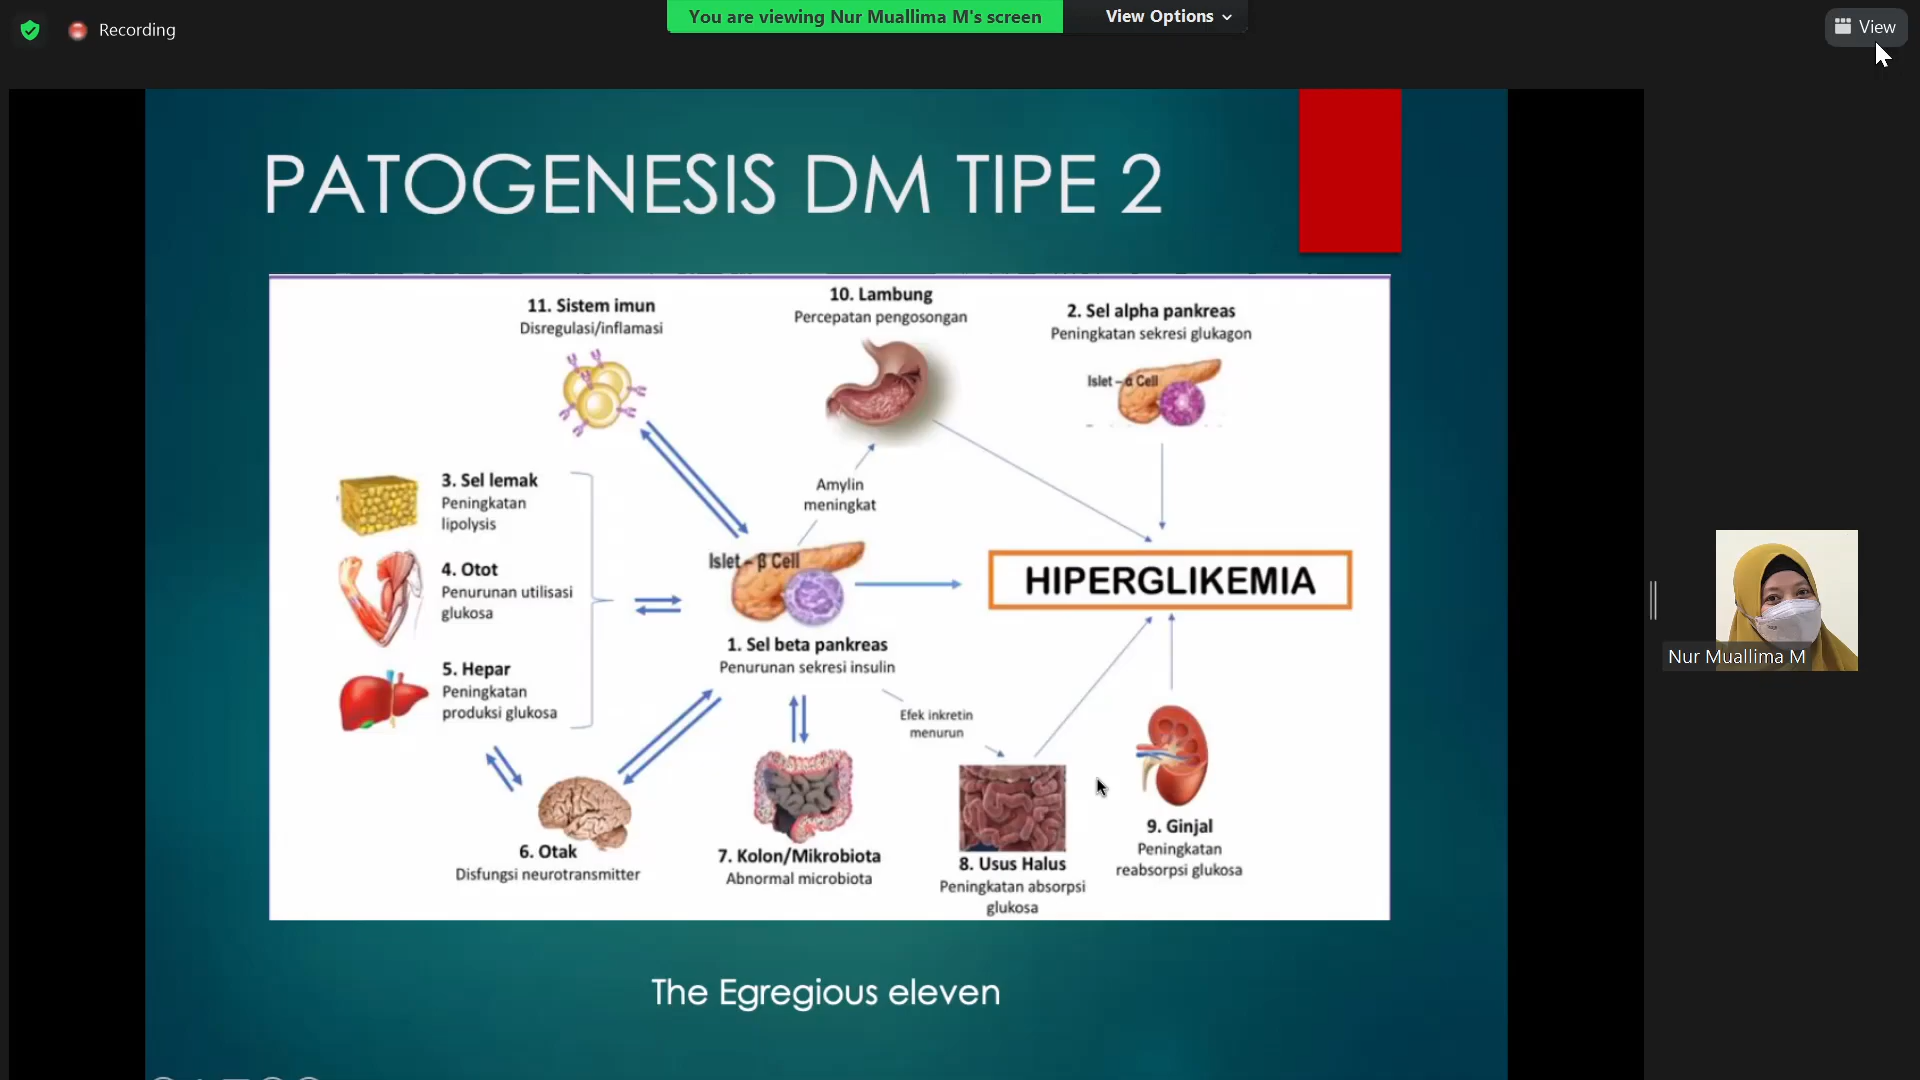 Recording
You are viewing Nur Muallima M's screen
View Options
View
PATOGENESIS DM TIPE 2
11. Sistem imun
Disregulasi/inflamasi
10. Lambung
Percepatan pengosongan
2. Sel alpha pankreas
Peningkatan sekresi glukagon
Islet - α Cell
3. Sel lemak
Peningkatan
lipolysis
Amylin
meningkat
4. Otot
Penurunan utilisasi
glukosa
Islet - β Cell
HIPERGLIKEMIA
1. Sel beta pankreas
Penurunan sekresi insulin
5. Hepar
Peningkatan
produksi glukosa
Efek inkretin
menurun
6. Otak
Disfungsi neurotransmitter
7. Kolon/Mikrobiota
Abnormal microbiota
8. Usus Halus
Peningkatan absorpsi
glukosa
9. Ginjal
Peningkatan
reabsorpsi glukosa
The Egregious eleven
Nur Muallima M